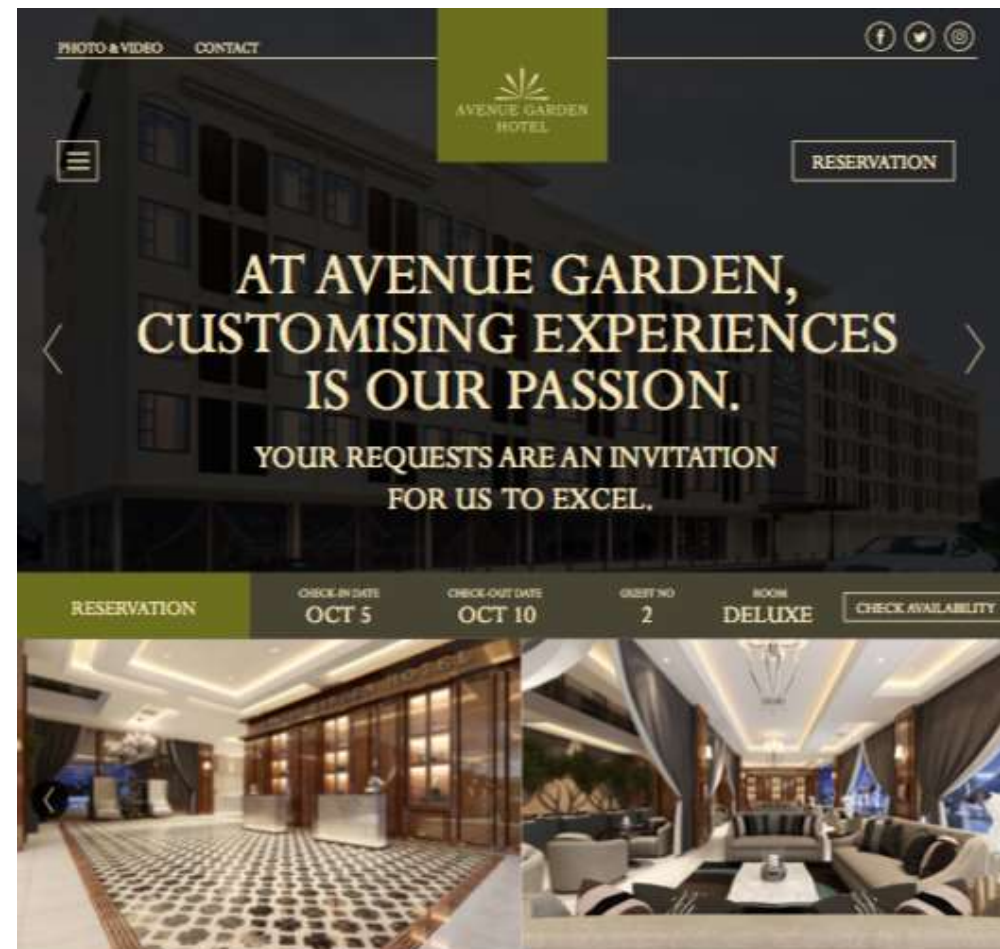 PHOTO & VIDEO CONTACT
AVENUE GARDEN
HOTEL
RESERVATION
AT AVENUE GARDEN,
CUSTOMISING EXPERIENCES
IS OUR PASSION.
YOUR REQUESTS ARE AN INVITATION
FOR US TO EXCEL.
RESERVATION
CHECK-IN DATE
OCT 5
CHECK-OUT DATE
OCT 10
GUEST NO
2
ROOM
DELUXE
CHECK AVAILABILITY